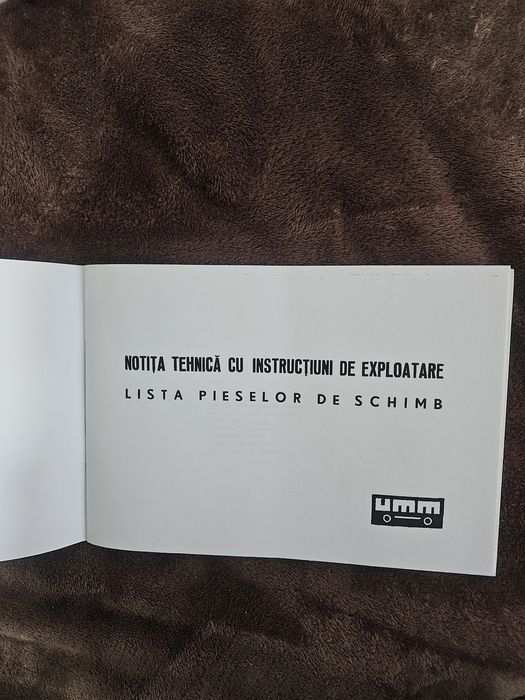 NOTIȚA TEHNICĂ CU INSTRUCȚIUNI DE EXPLOATARE
LISTA PIESELOR DE SCHIMB
umm